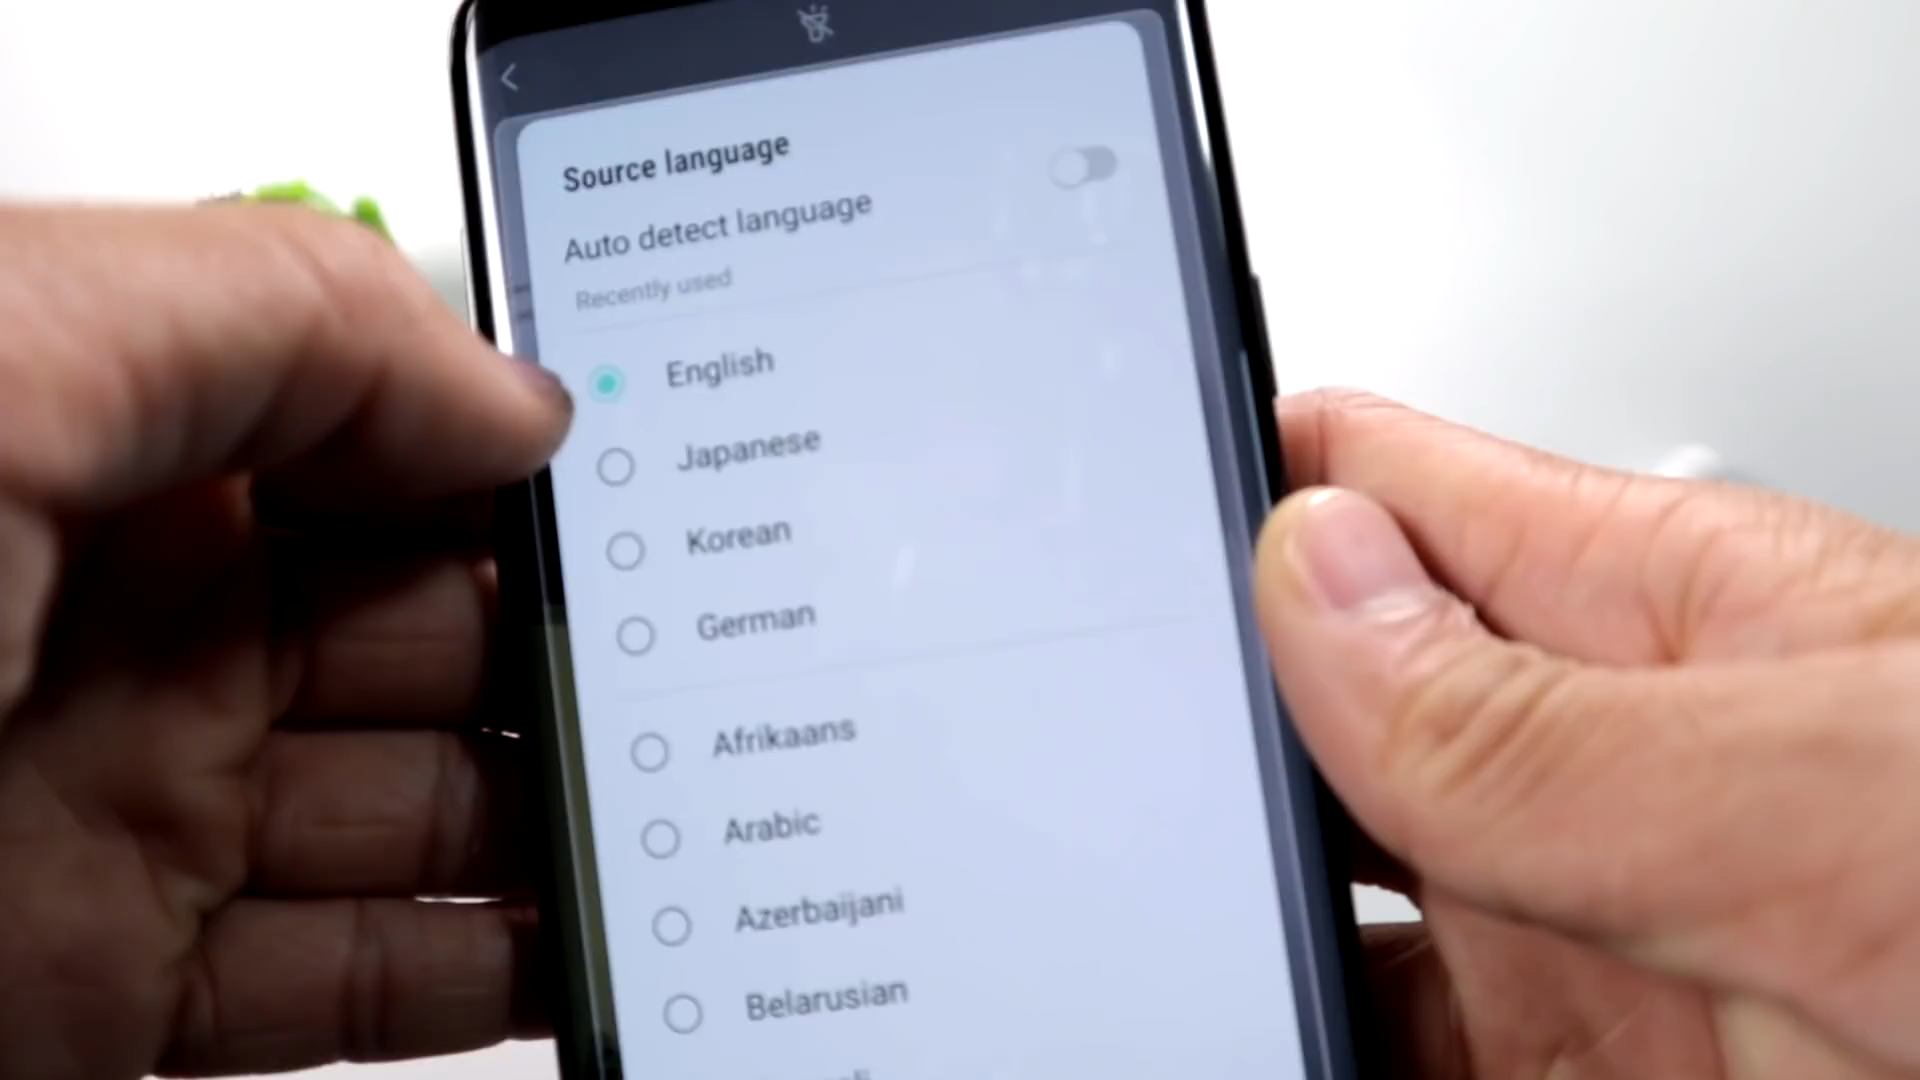 Source language
Auto detect language
Recently used
English
Japanese
Korean
German
Afrikaans
Arabic
Azerbaijani
Belarusian